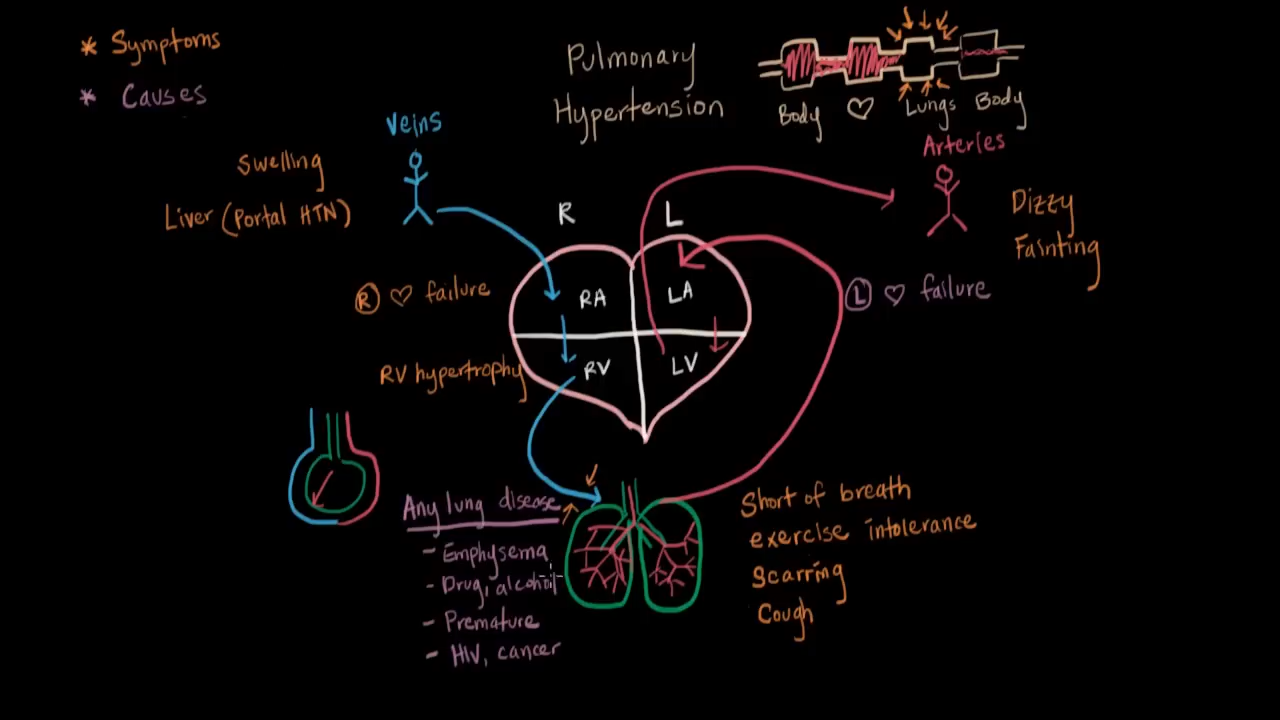 * Symptoms
* Causes
Pulmonary
Hypertension
Body
Lungs
Body
Veins
Arteries
Swelling
Liver (Portal HTN)
R
L
Dizzy
Fainting
R failure
RA
LA
L failure
RV hypertrophy
RV
LV
Any lung disease
- Emphysema
- Drug, alcohol
- Premature
- HIV, cancer
Short of breath
exercise intolerance
Scarring
Cough